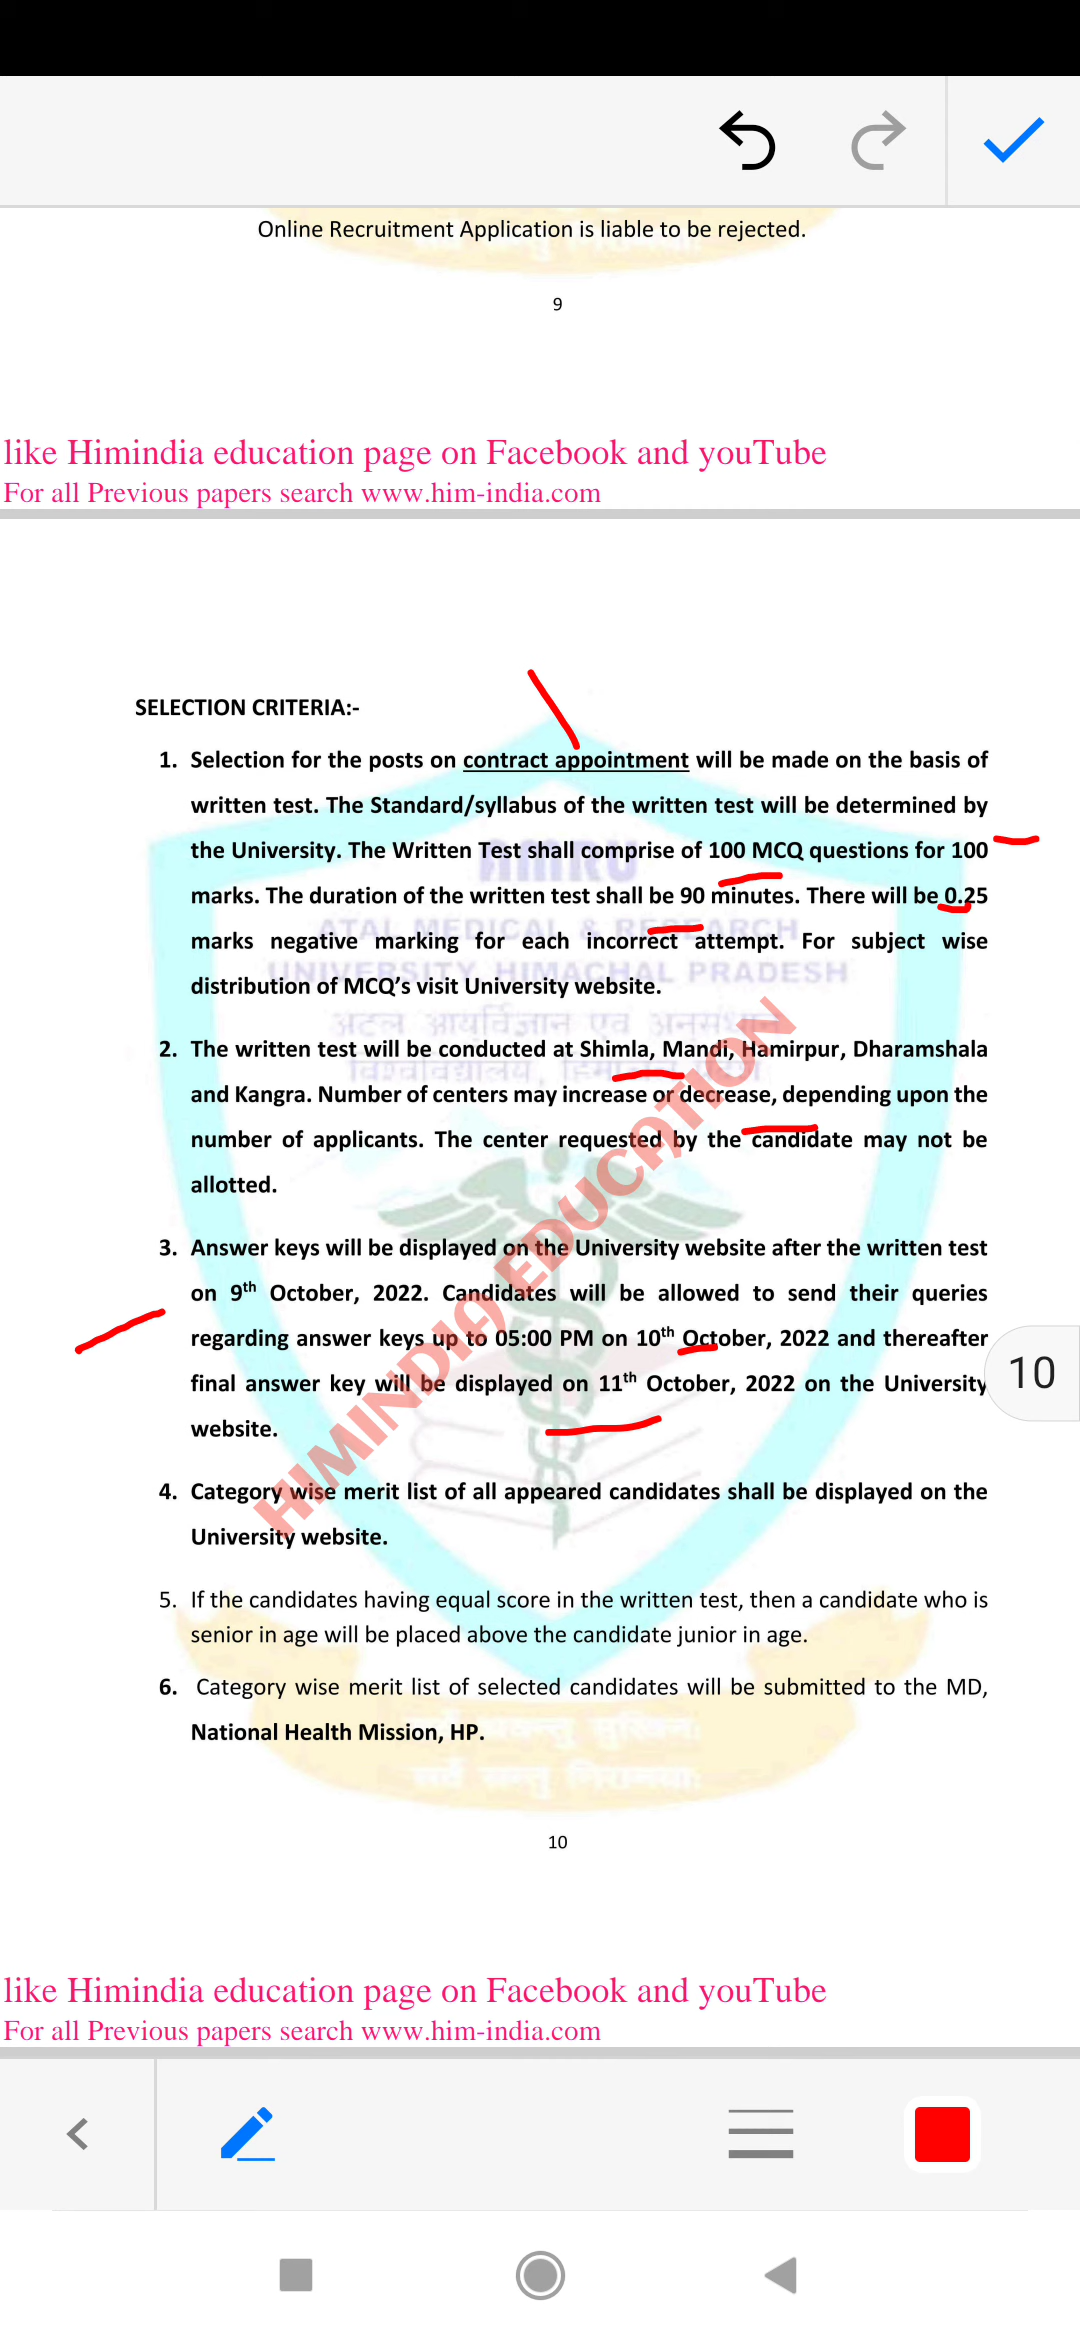 Online Recruitment Application is liable to be rejected.
9
like Himindia education page on Facebook and youTube
For all Previous papers search www.him-india.com
SELECTION CRITERIA:-
1. Selection for the posts on contract appointment will be made on the basis of
written test. The Standard/syllabus of the written test will be determined by
the University. The Written Test shall comprise of 100 MCQ questions for 100
marks. The duration of the written test shall be 90 minutes. There will be 0.25
marks negative marking for each incorrect attempt. For subject wise
distribution of MCQ's visit University website.
AMRU
ATAL MEDICAL & RESEARCH
UNIVERSITY HIMACHAL PRADESH
अटल आयुर्विज्ञान एवं अनुसंधान
2. The written test will be conducted at Shimla, Mandi, Hamirpur, Dharamshala
and Kangra. Number of centers may increase or decrease, depending upon the
number of applicants. The center requested by the candidate may not be
allotted.
3. Answer keys will be displayed on the University website after the written test
on 9th October, 2022. Candidates will be allowed to send their queries
regarding answer keys up to 05:00 PM on 10th October, 2022 and thereafter
final answer key will be displayed on 11th October, 2022 on the University
website.
10
HIMINDIA EDUCATION
4. Category wise merit list of all appeared candidates shall be displayed on the
University website.
5. If the candidates having equal score in the written test, then a candidate who is
senior in age will be placed above the candidate junior in age.
6. Category wise merit list of selected candidates will be submitted to the MD,
National Health Mission, HP.
10
like Himindia education page on Facebook and youTube
For all Previous papers search www.him-india.com